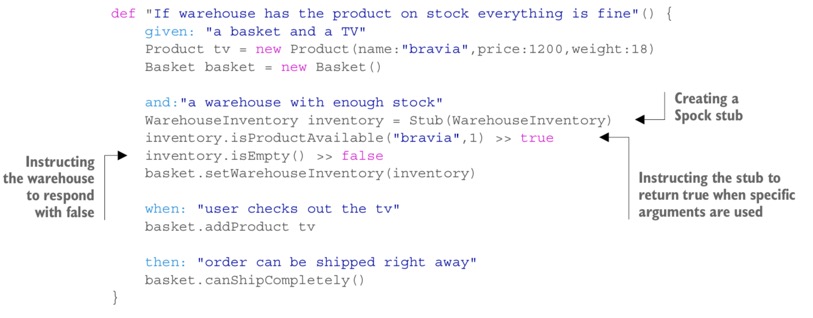 def "If warehouse has the product on stock everything is fine"() {
given: "a basket and a TV"
Product tv = new Product(name:"bravia",price:1200,weight:18)
Basket basket = new Basket()
and:"a warehouse with enough stock"
WarehouseInventory inventory = Stub(WarehouseInventory)
inventory.isProductAvailable("bravia",1) >> true
inventory.isEmpty() >> false
basket.setWarehouseInventory(inventory)
when: "user checks out the tv"
basket.addProduct tv
then: "order can be shipped right away"
basket.canShipCompletely()
}
Creating a
Spock stub
Instructing
the warehouse
to respond
with false
Instructing the stub to
return true when specific
arguments are used